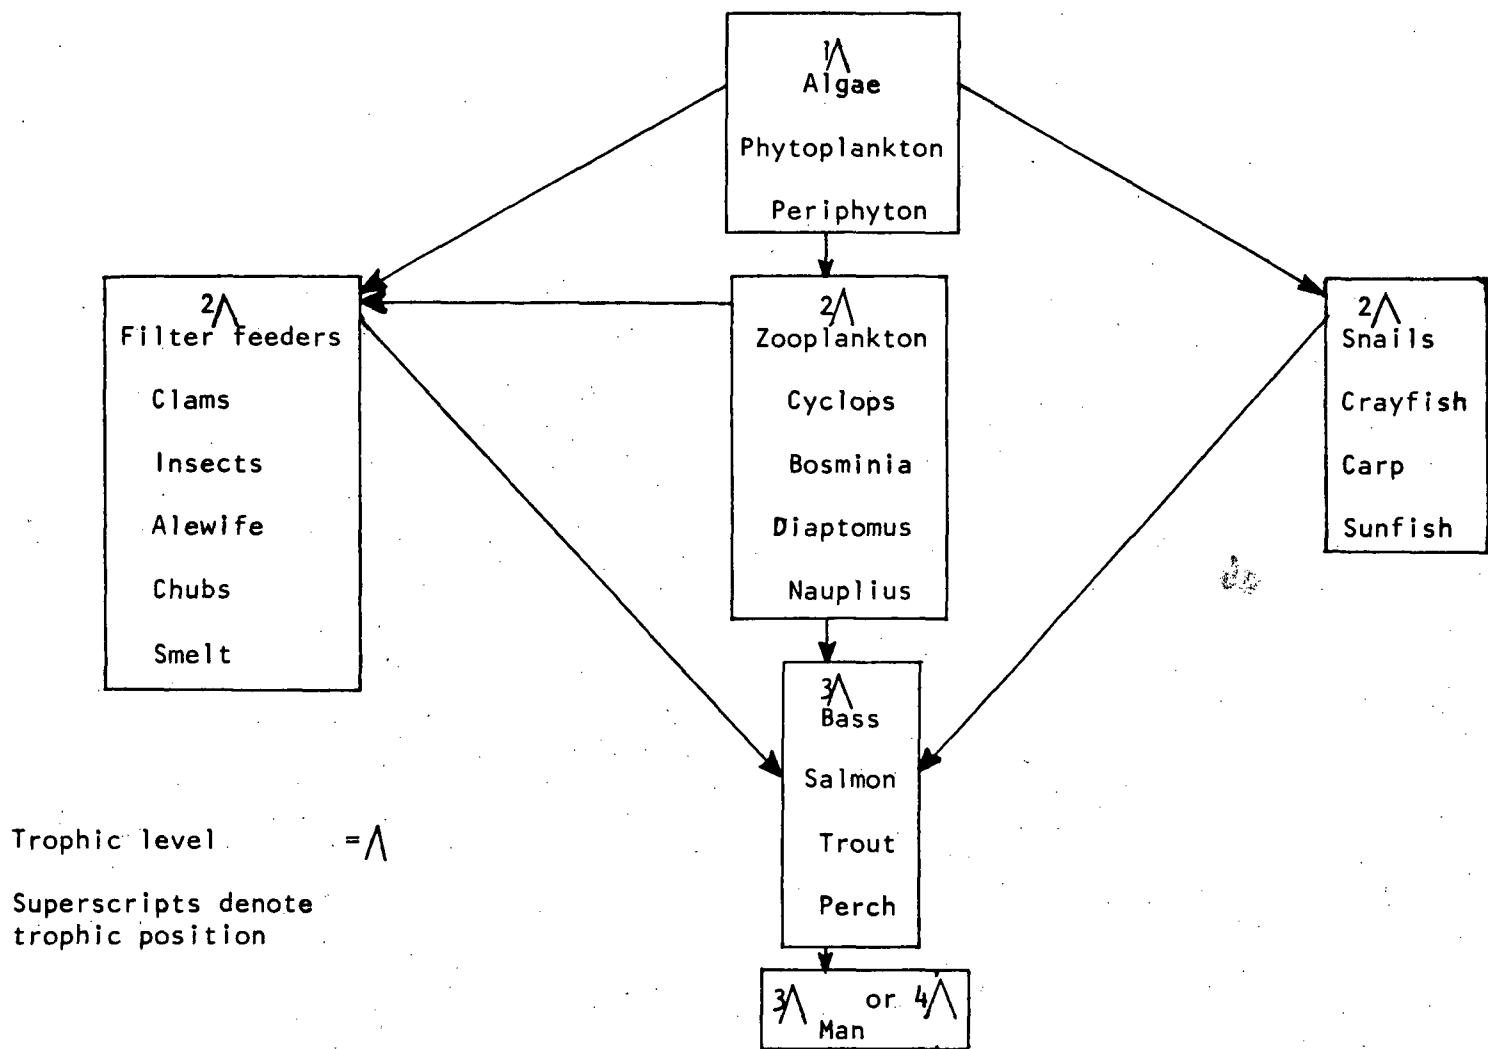 1Λ
Algae
Phytoplankton
Periphyton
2Λ
Filter feeders
Clams
Insects
Alewife
Chubs
Smelt
2Λ
Zooplankton
Cyclops
Bosminia
Diaptomus
Nauplius
2Λ
Snails
Crayfish
Carp
Sunfish
3Λ
Bass
Salmon
Trout
Perch
3Λ or 4Λ
Man
Trophic level =Λ
Superscripts denote
trophic position